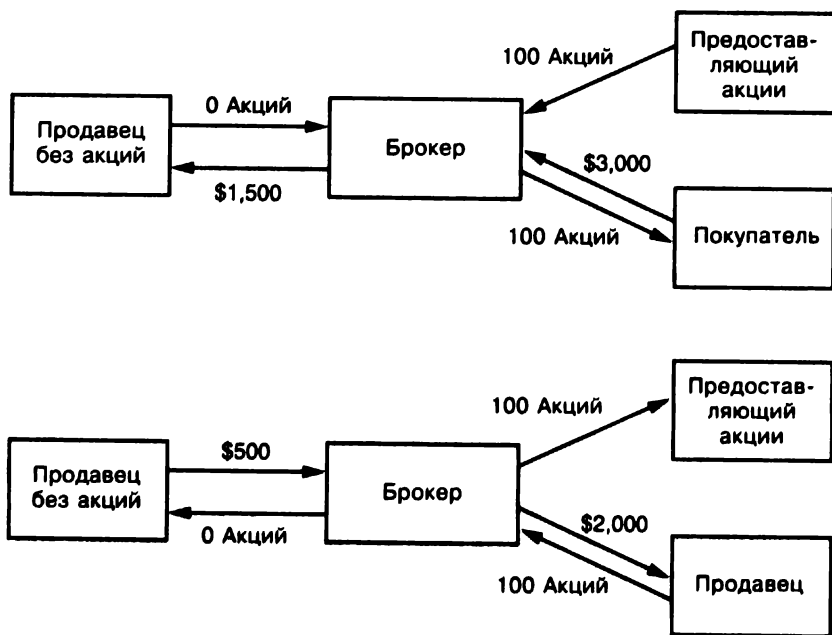 Предостав-
ляющий
акции
100 Акций
0 Акций
Продавец
без акций
Брокер
$1,500
$3,000
100 Акций
Покупатель
Предостав-
ляющий
акции
100 Акций
$500
Продавец
без акций
Брокер
0 Акций
$2,000
100 Акций
Продавец